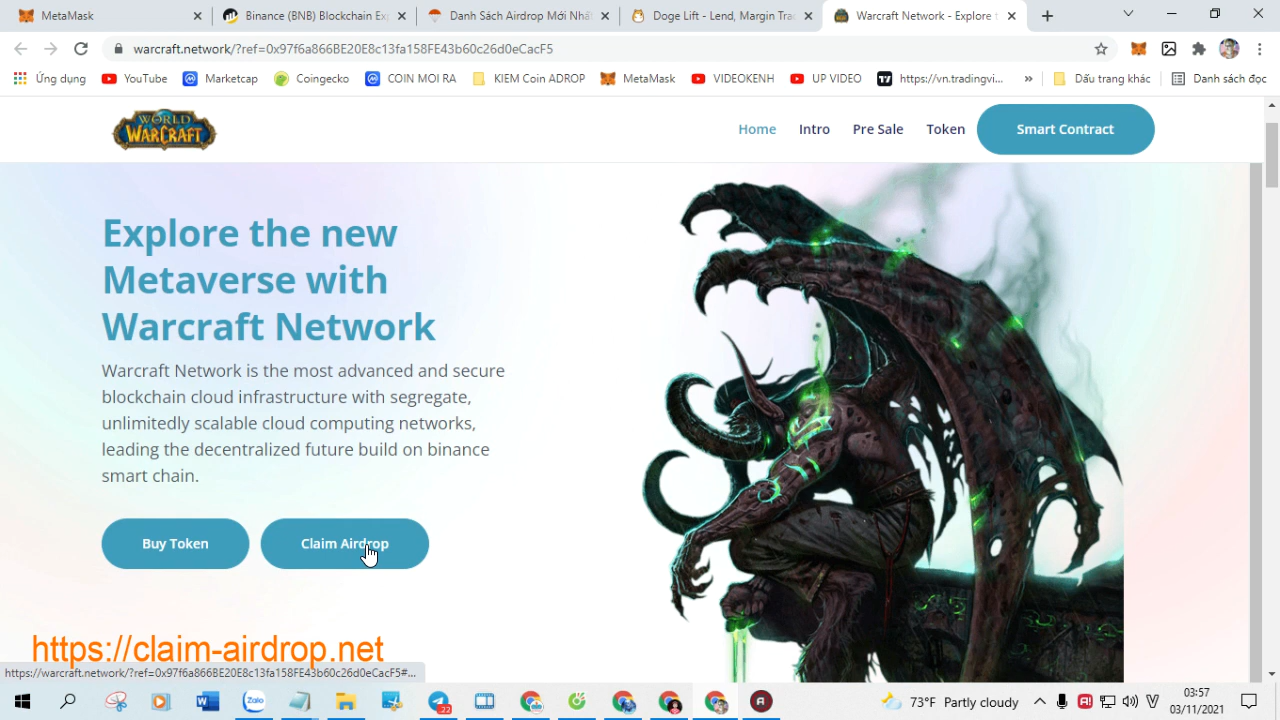 MetaMask
Binance (BNB) Blockchain Exp
Danh Sách Airdrop Mới Nhất
Doge Lift - Lend, Margin Tra
Warcraft Network - Explore t
warcraft.network/?ref=0x97f6a866BE20E8c13fa158FE43b60c26d0eCacF5
Ứng dụng
YouTube
Marketcap
Coingecko
COIN MOI RA
KIEM Coin ADROP
MetaMask
VIDEOKENH
UP VIDEO
https://vn.tradingvi...
»
Dấu trang khác
Danh sách đọc
WORLD
WARCRAFT
Home
Intro
Pre Sale
Token
Smart Contract
Explore the new
Metaverse with
Warcraft Network
Warcraft Network is the most advanced and secure
blockchain cloud infrastructure with segregate,
unlimitedly scalable cloud computing networks,
leading the decentralized future build on binance
smart chain.
Buy Token
Claim Airdrop
https://claim-airdrop.net
https://warcraft.network/?ref=0x97f6a866BE20E8c13fa158FE43b60c26d0eCacF5#...
Zalo
22
73°F Partly cloudy
03:57
03/11/2021